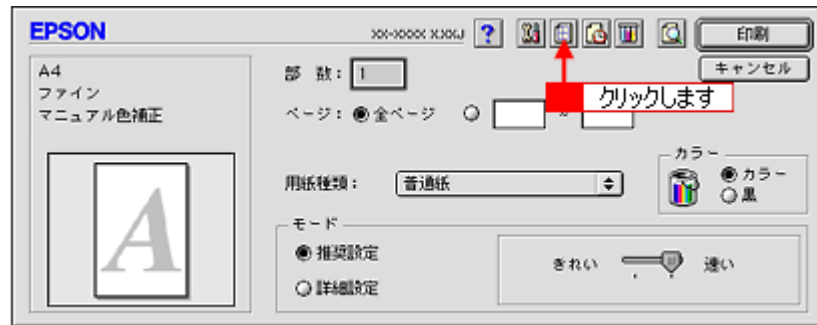 EPSON
XX-XXXX X.XXJ
?
印刷
キャンセル
クリックします
A4
ファイン
マニュアル色補正
A
部 数: 1
ページ: 全ページ ~
用紙種類: 普通紙
カラー
カラー
黒
モード
推奨設定
詳細設定
きれい 速い